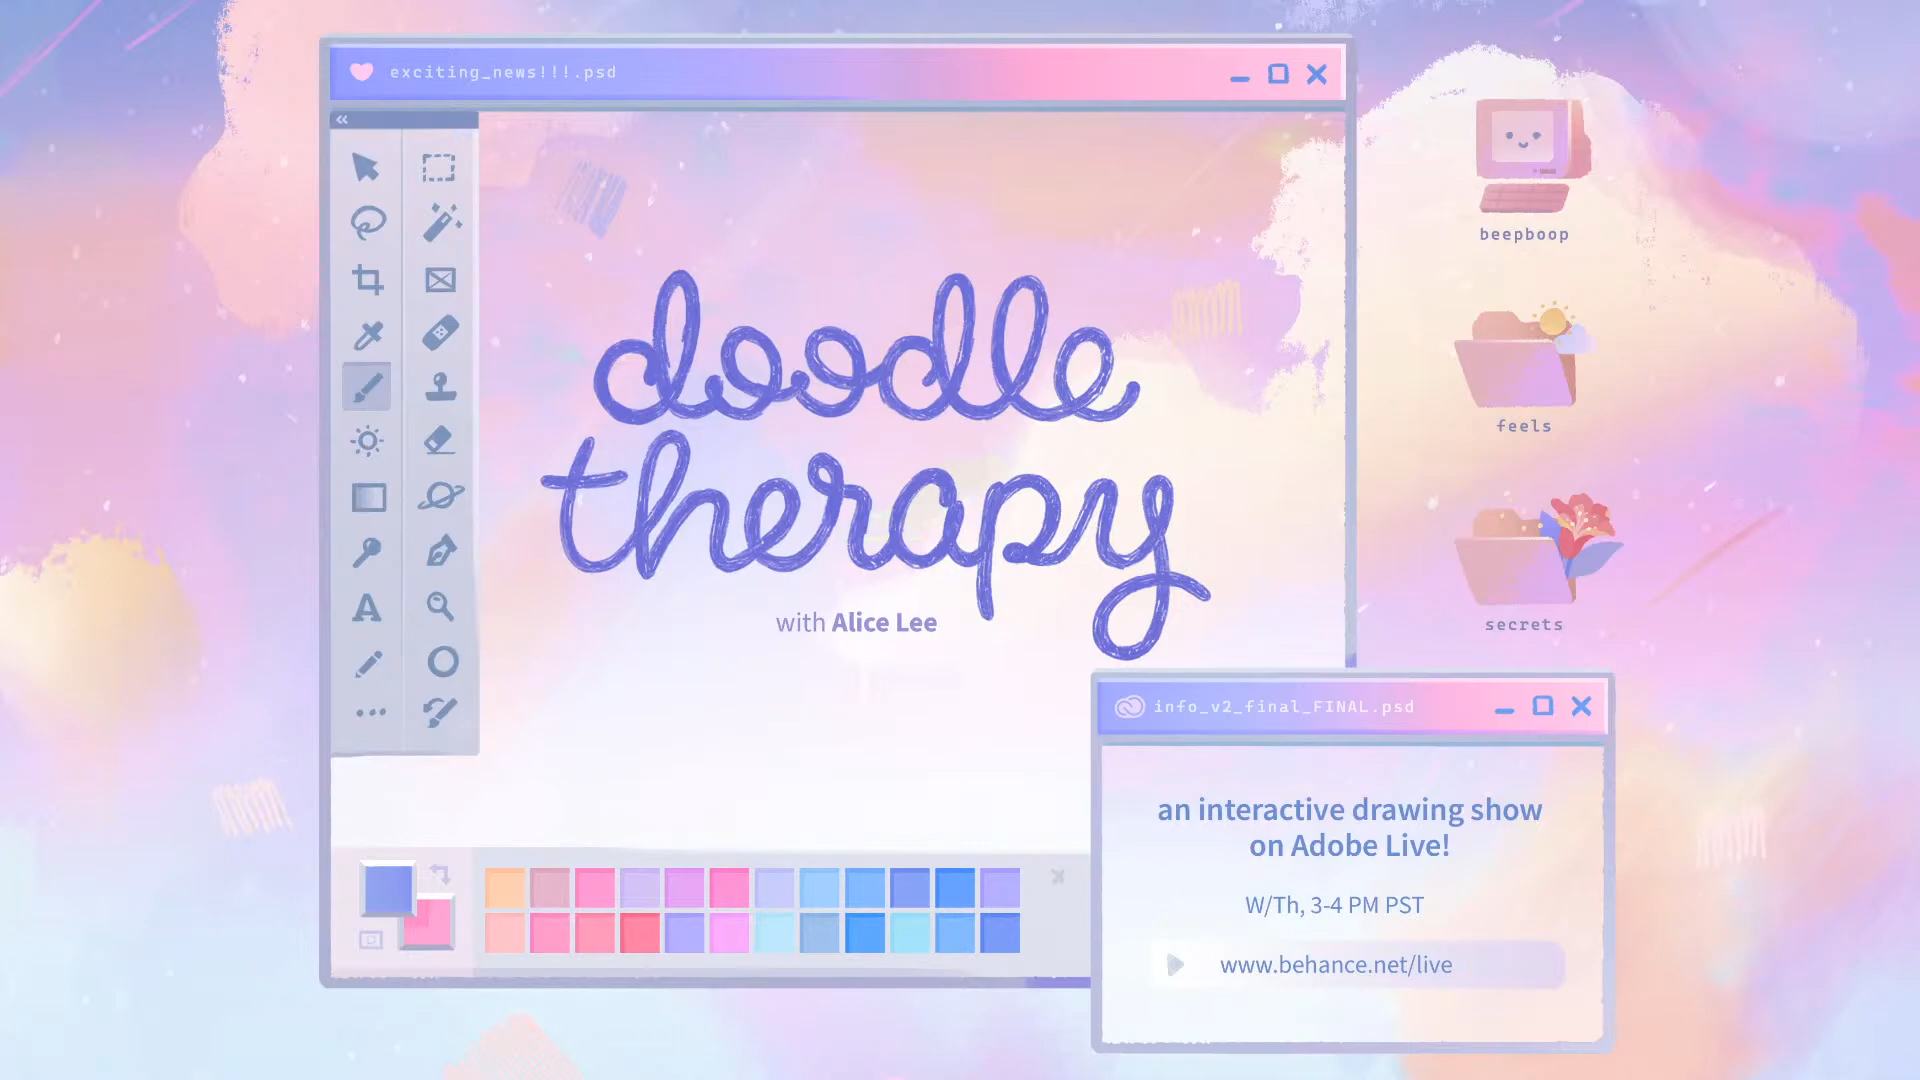 exciting_news!!!.psd
doodle
therapy
with Alice Lee
beepboop
feels
secrets
info_v2_final_FINAL.psd
an interactive drawing show
on Adobe Live!
W/Th, 3-4 PM PST
www.behance.net/live